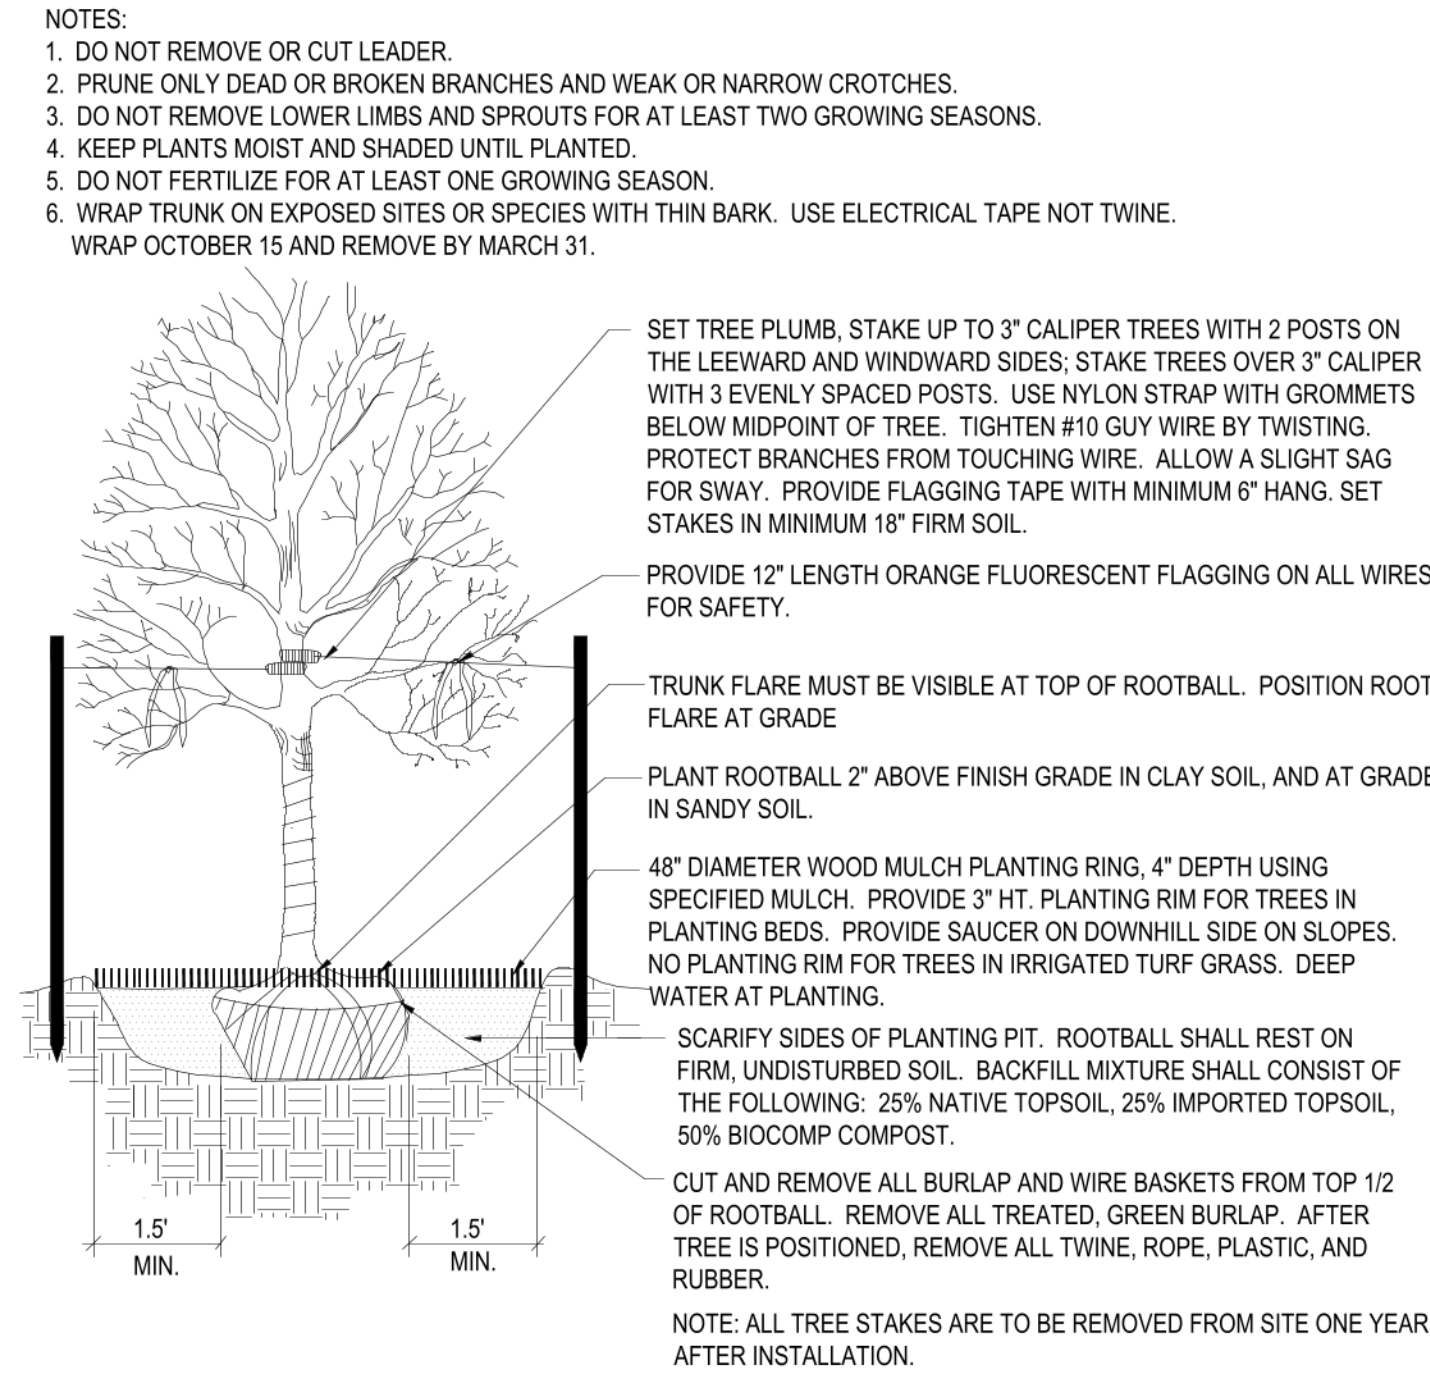 NOTES:
1. DO NOT REMOVE OR CUT LEADER.
2. PRUNE ONLY DEAD OR BROKEN BRANCHES AND WEAK OR NARROW CROTCHES.
3. DO NOT REMOVE LOWER LIMBS AND SPROUTS FOR AT LEAST TWO GROWING SEASONS.
4. KEEP PLANTS MOIST AND SHADED UNTIL PLANTED.
5. DO NOT FERTILIZE FOR AT LEAST ONE GROWING SEASON.
6. WRAP TRUNK ON EXPOSED SITES OR SPECIES WITH THIN BARK. USE ELECTRICAL TAPE NOT TWINE.
WRAP OCTOBER 15 AND REMOVE BY MARCH 31.
SET TREE PLUMB, STAKE UP TO 3" CALIPER TREES WITH 2 POSTS ON
THE LEEWARD AND WINDWARD SIDES; STAKE TREES OVER 3" CALIPER
WITH 3 EVENLY SPACED POSTS. USE NYLON STRAP WITH GROMMETS
BELOW MIDPOINT OF TREE. TIGHTEN #10 GUY WIRE BY TWISTING.
PROTECT BRANCHES FROM TOUCHING WIRE. ALLOW A SLIGHT SAG
FOR SWAY. PROVIDE FLAGGING TAPE WITH MINIMUM 6" HANG. SET
STAKES IN MINIMUM 18" FIRM SOIL.
PROVIDE 12" LENGTH ORANGE FLUORESCENT FLAGGING ON ALL WIRES
FOR SAFETY.
TRUNK FLARE MUST BE VISIBLE AT TOP OF ROOTBALL. POSITION ROOT
FLARE AT GRADE
PLANT ROOTBALL 2" ABOVE FINISH GRADE IN CLAY SOIL, AND AT GRADE
IN SANDY SOIL.
48" DIAMETER WOOD MULCH PLANTING RING, 4" DEPTH USING
SPECIFIED MULCH. PROVIDE 3" HT. PLANTING RIM FOR TREES IN
PLANTING BEDS. PROVIDE SAUCER ON DOWNHILL SIDE ON SLOPES.
NO PLANTING RIM FOR TREES IN IRRIGATED TURF GRASS. DEEP
WATER AT PLANTING.
SCARIFY SIDES OF PLANTING PIT. ROOTBALL SHALL REST ON
FIRM, UNDISTURBED SOIL. BACKFILL MIXTURE SHALL CONSIST OF
THE FOLLOWING: 25% NATIVE TOPSOIL, 25% IMPORTED TOPSOIL,
50% BIOCOMP COMPOST.
CUT AND REMOVE ALL BURLAP AND WIRE BASKETS FROM TOP 1/2
OF ROOTBALL. REMOVE ALL TREATED, GREEN BURLAP. AFTER
TREE IS POSITIONED, REMOVE ALL TWINE, ROPE, PLASTIC, AND
RUBBER.
NOTE: ALL TREE STAKES ARE TO BE REMOVED FROM SITE ONE YEAR
AFTER INSTALLATION.
1.5'
MIN.
1.5'
MIN.